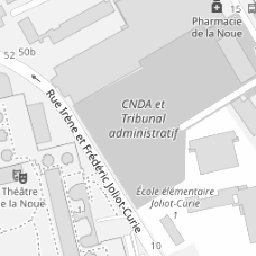 15
Pharmacie
de la Noue
52
50b
Rue Irène et Frédéric Joliot-Curie
CNDA et
Tribunal
administratif
Théâtre
de la Noue
École élémentaire
Joliot-Curie
1
10